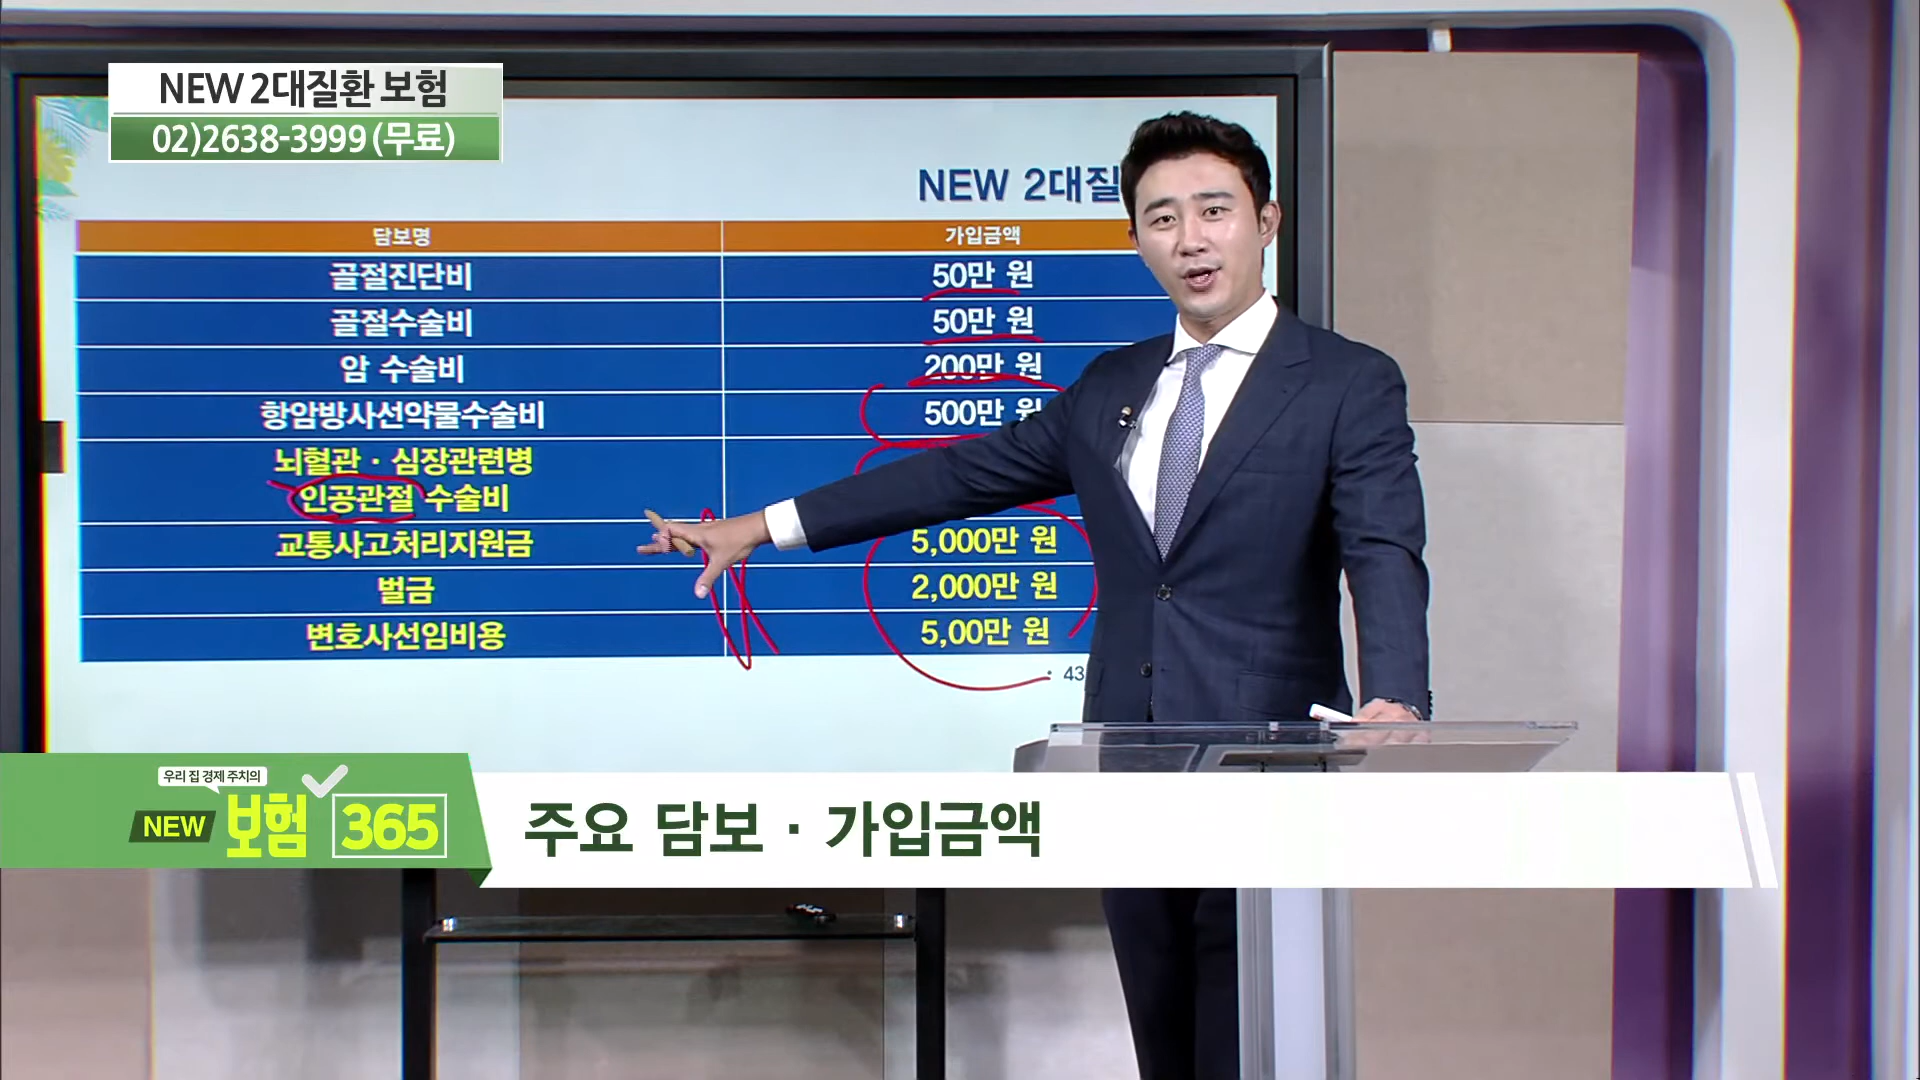 NEW 2대질환 보험
02)2638-3999 (무료)
NEW 2대질
담보명 가입금액
골절진단비 50만 원
골절수술비 50만 원
암 수술비 200만 원
항암방사선약물수술비 500만 원
뇌혈관 · 심장관련병
인공관절 수술비
교통사고처리지원금 5,000만 원
벌금 2,000만 원
변호사선임비용 5,00만 원
· 43
우리 집 경제 주치의
NEW 보험 365
주요 담보 · 가입금액